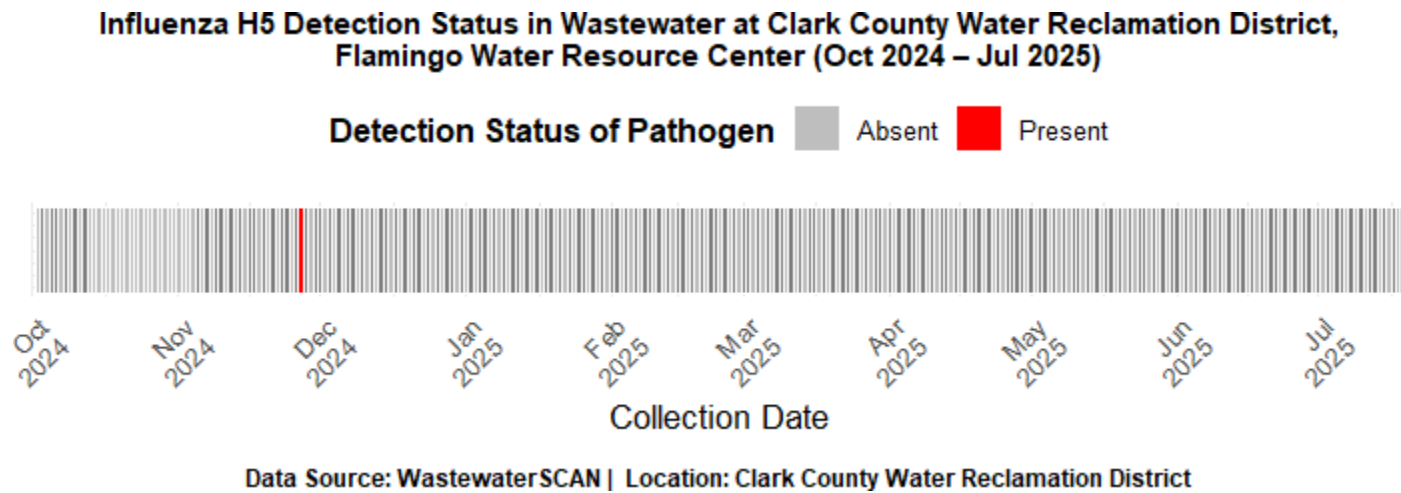 Influenza H5 Detection Status in Wastewater at Clark County Water Reclamation District,
Flamingo Water Resource Center (Oct 2024 – Jul 2025)
Detection Status of Pathogen Absent Present
Oct
2024
Nov
2024
Dec
2024
Jan
2025
Feb
2025
Mar
2025
Apr
2025
May
2025
Jun
2025
Jul
2025
Collection Date
Data Source: WastewaterSCAN | Location: Clark County Water Reclamation District